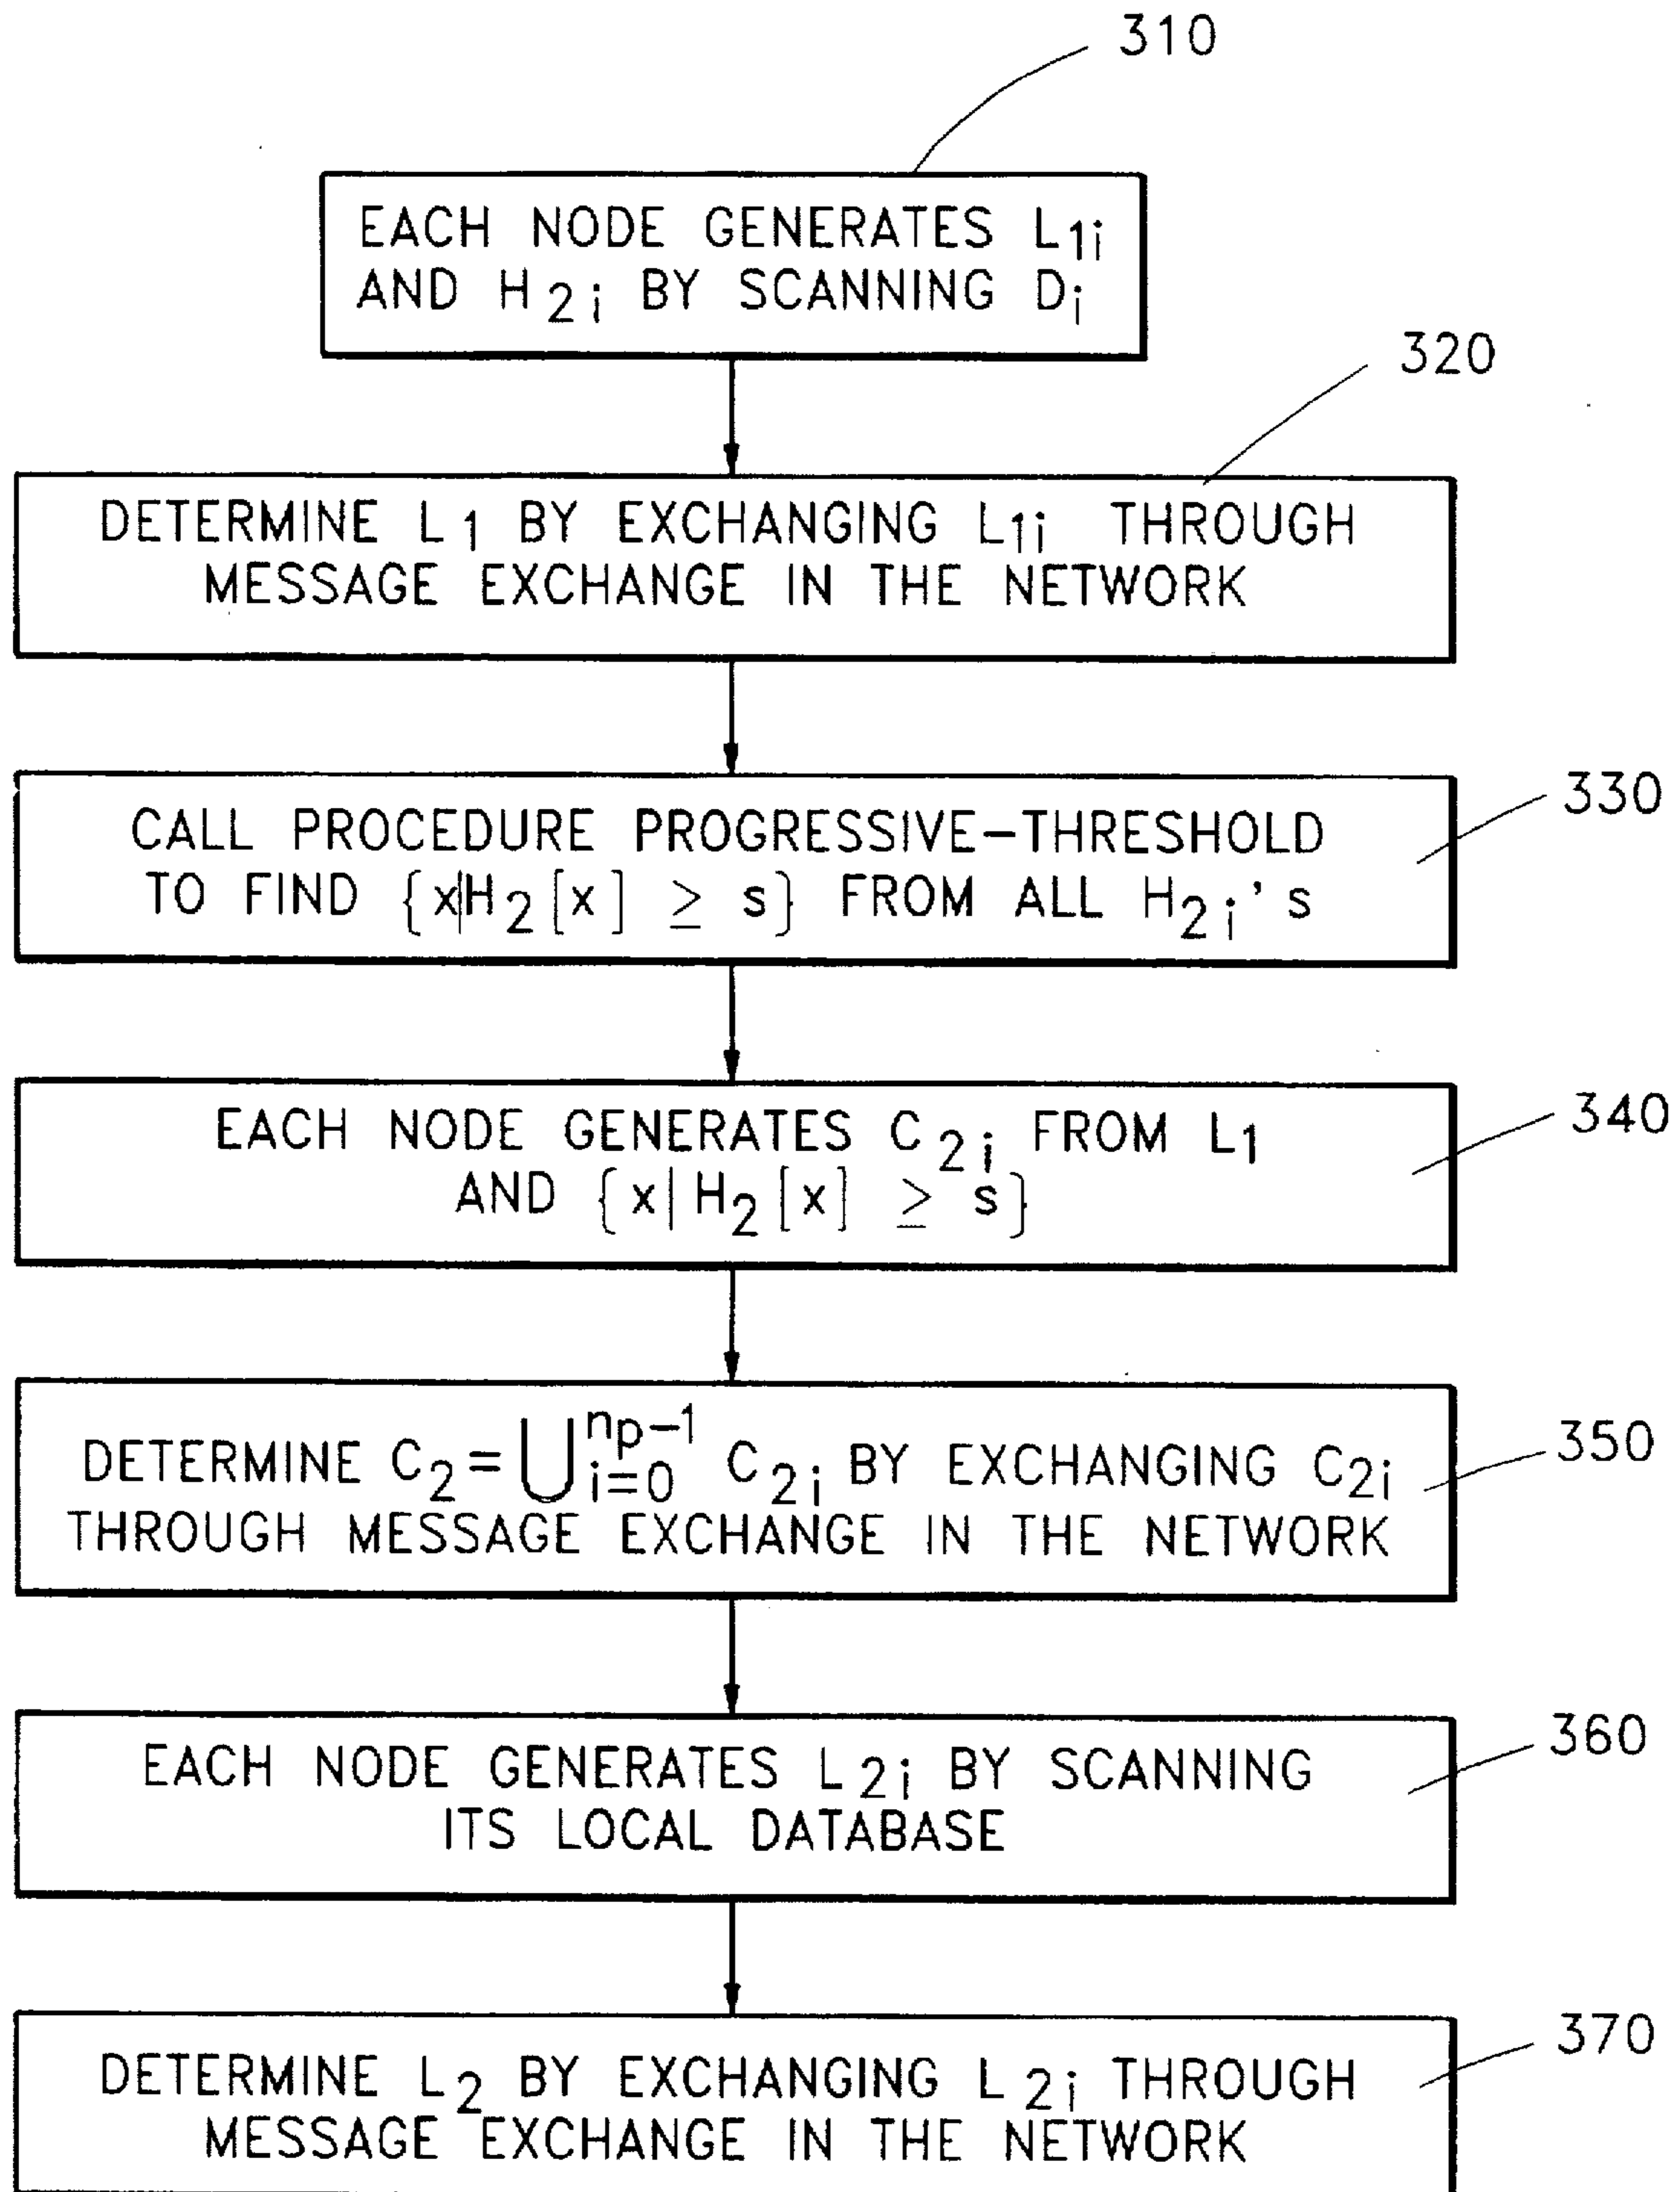 310
EACH NODE GENERATES L1i
AND H2i BY SCANNING Di
320
DETERMINE L1 BY EXCHANGING L1i THROUGH
MESSAGE EXCHANGE IN THE NETWORK
330
CALL PROCEDURE PROGRESSIVE-THRESHOLD
TO FIND {x|H2[x] ≥ s} FROM ALL H2i's
340
EACH NODE GENERATES C2i FROM L1
AND {x|H2[x] ≥ s}
350
DETERMINE C2 = ⋃ i=0 np-1 C2i BY EXCHANGING C2i
THROUGH MESSAGE EXCHANGE IN THE NETWORK
360
EACH NODE GENERATES L2i BY SCANNING
ITS LOCAL DATABASE
370
DETERMINE L2 BY EXCHANGING L2i THROUGH
MESSAGE EXCHANGE IN THE NETWORK